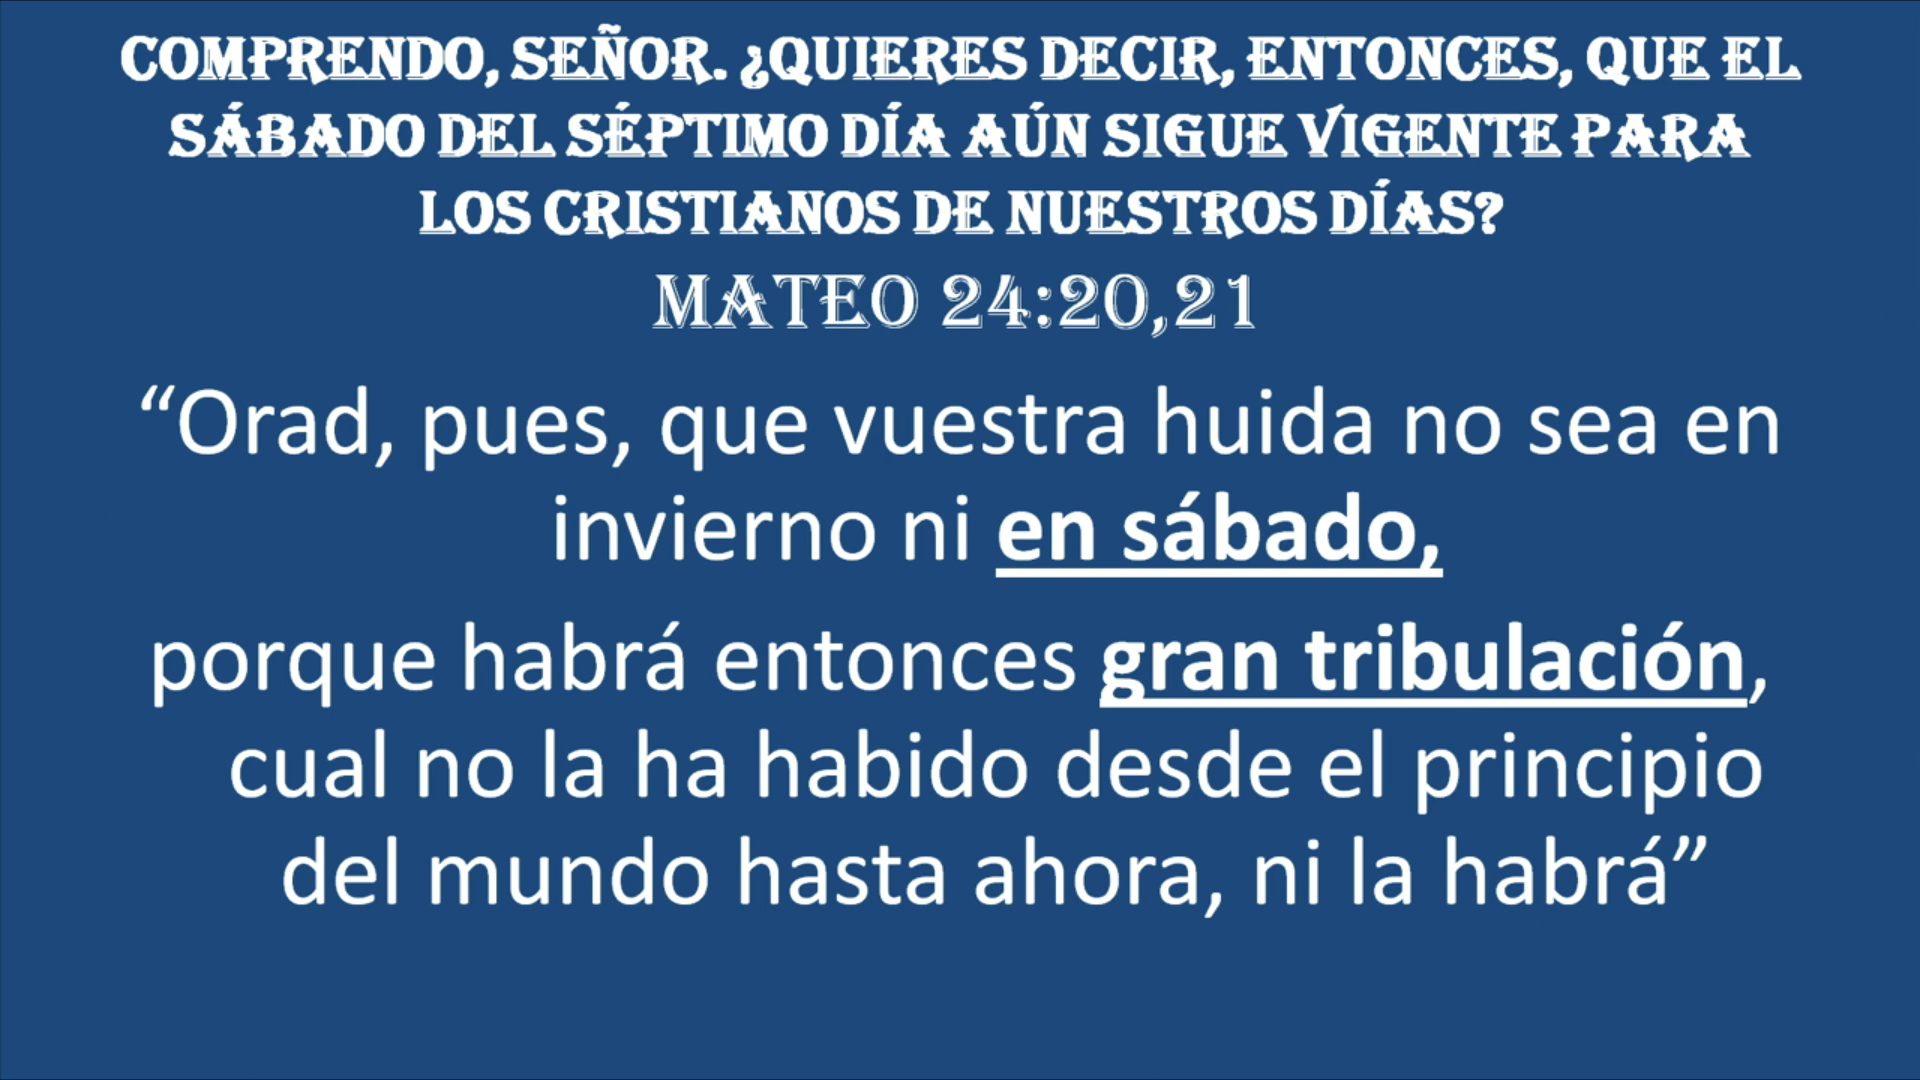 COMPRENDO, SEÑOR. ¿QUIERES DECIR, ENTONCES, QUE EL
SÁBADO DEL SÉPTIMO DÍA AÚN SIGUE VIGENTE PARA
LOS CRISTIANOS DE NUESTROS DÍAS?
MATEO 24:20,21
“Orad, pues, que vuestra huida no sea en
invierno ni en sábado,
porque habrá entonces gran tribulación,
cual no la ha habido desde el principio
del mundo hasta ahora, ni la habrá”